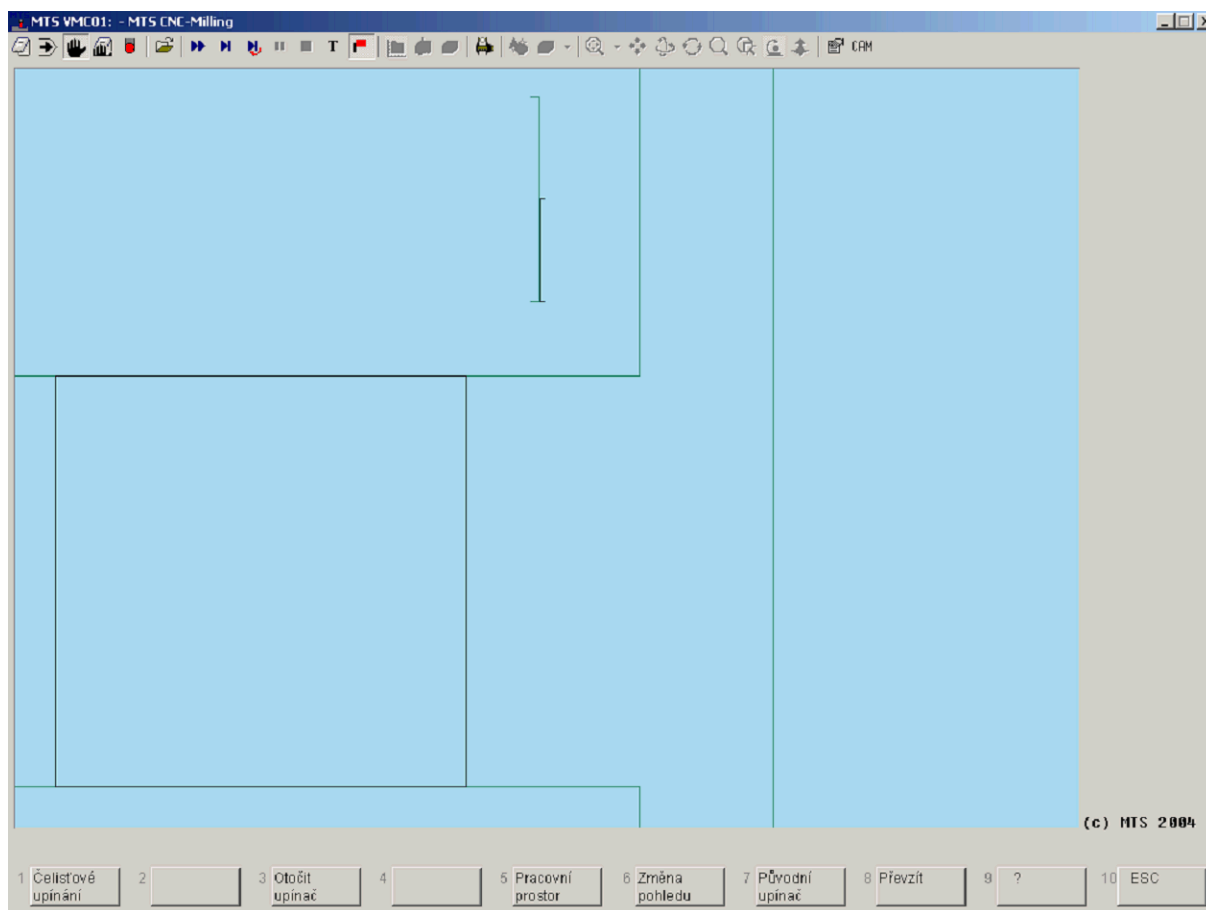 MTS VMC01: - MTS CNC-Milling
T
CAM
(c) MTS 2004
1 Čelisťové
upínání
2
3 Otočit
upínač
4
5 Pracovní
prostor
6 Změna
pohledu
7 Původní
upínač
8 Převzít
9 ?
10 ESC